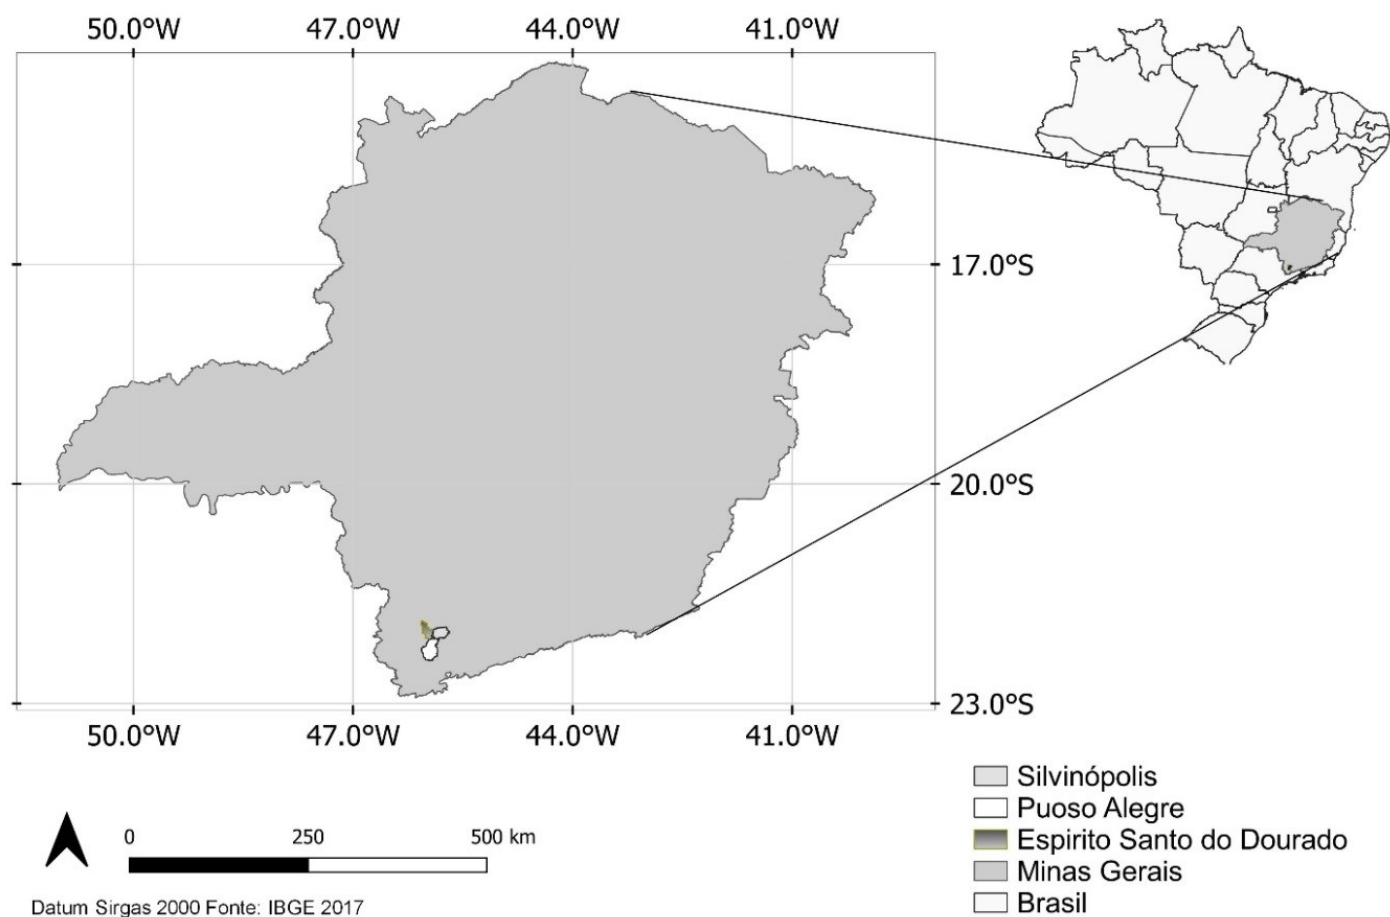 50.0°W 47.0°W 44.0°W 41.0°W
17.0°S
20.0°S
23.0°S
50.0°W 47.0°W 44.0°W 41.0°W
Silvinópolis
Puoso Alegre
Espirito Santo do Dourado
Minas Gerais
Brasil
0 250 500 km
Datum Sirgas 2000 Fonte: IBGE 2017